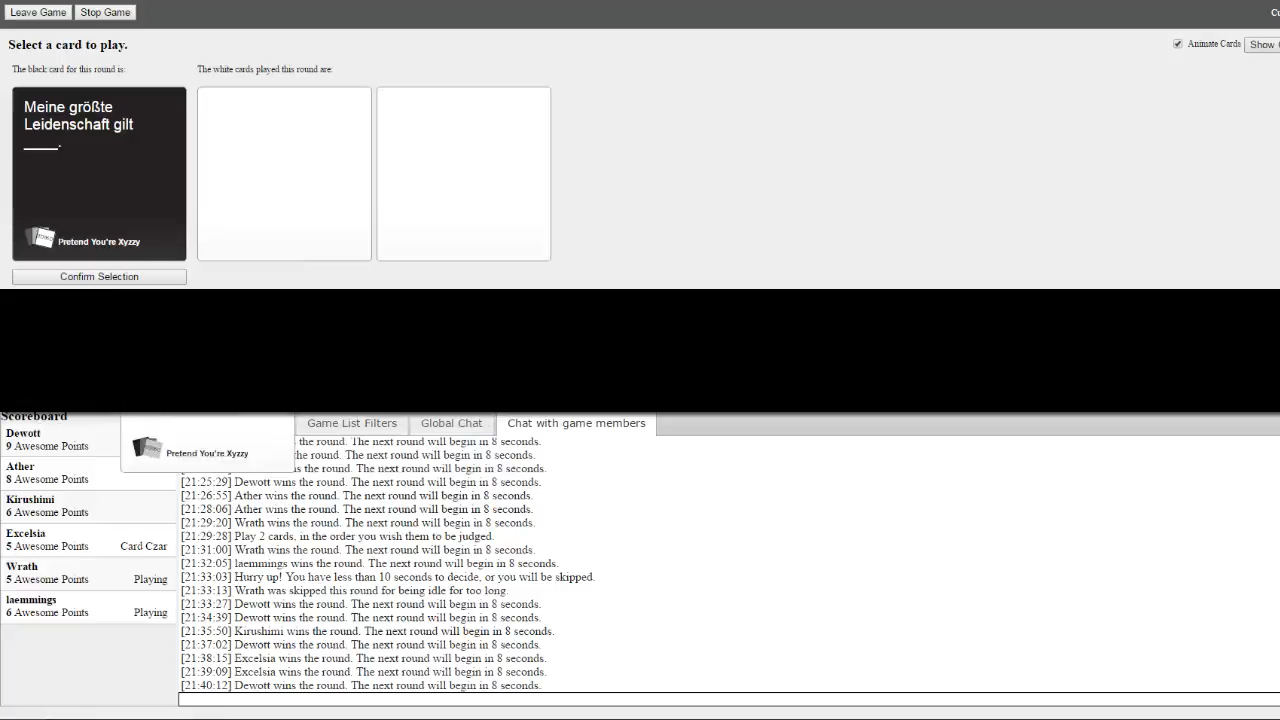 Leave Game Stop Game
Select a card to play.
Animate Cards Show
The black card for this round is:
The white cards played this round are:
Meine größte
Leidenschaft gilt
____.
Pretend You're Xyzzy
Confirm Selection
Scoreboard
Dewott
9 Awesome Points
Ather
8 Awesome Points
Kirushimi
6 Awesome Points
Excelsia
5 Awesome Points Card Czar
Wrath
5 Awesome Points Playing
laemmings
6 Awesome Points Playing
Pretend You're Xyzzy
Game List Filters Global Chat Chat with game members
the round. The next round will begin in 8 seconds.
the round. The next round will begin in 8 seconds.
the round. The next round will begin in 8 seconds.
[21:25:29] Dewott wins the round. The next round will begin in 8 seconds.
[21:26:55] Ather wins the round. The next round will begin in 8 seconds.
[21:28:06] Ather wins the round. The next round will begin in 8 seconds.
[21:29:20] Wrath wins the round. The next round will begin in 8 seconds.
[21:29:28] Play 2 cards, in the order you wish them to be judged.
[21:31:00] Wrath wins the round. The next round will begin in 8 seconds.
[21:32:05] laemmings wins the round. The next round will begin in 8 seconds.
[21:33:03] Hurry up! You have less than 10 seconds to decide, or you will be skipped.
[21:33:13] Wrath was skipped this round for being idle for too long.
[21:33:27] Dewott wins the round. The next round will begin in 8 seconds.
[21:34:39] Dewott wins the round. The next round will begin in 8 seconds.
[21:35:50] Kirushimi wins the round. The next round will begin in 8 seconds.
[21:37:02] Dewott wins the round. The next round will begin in 8 seconds.
[21:38:15] Excelsia wins the round. The next round will begin in 8 seconds.
[21:39:09] Excelsia wins the round. The next round will begin in 8 seconds.
[21:40:12] Dewott wins the round. The next round will begin in 8 seconds.